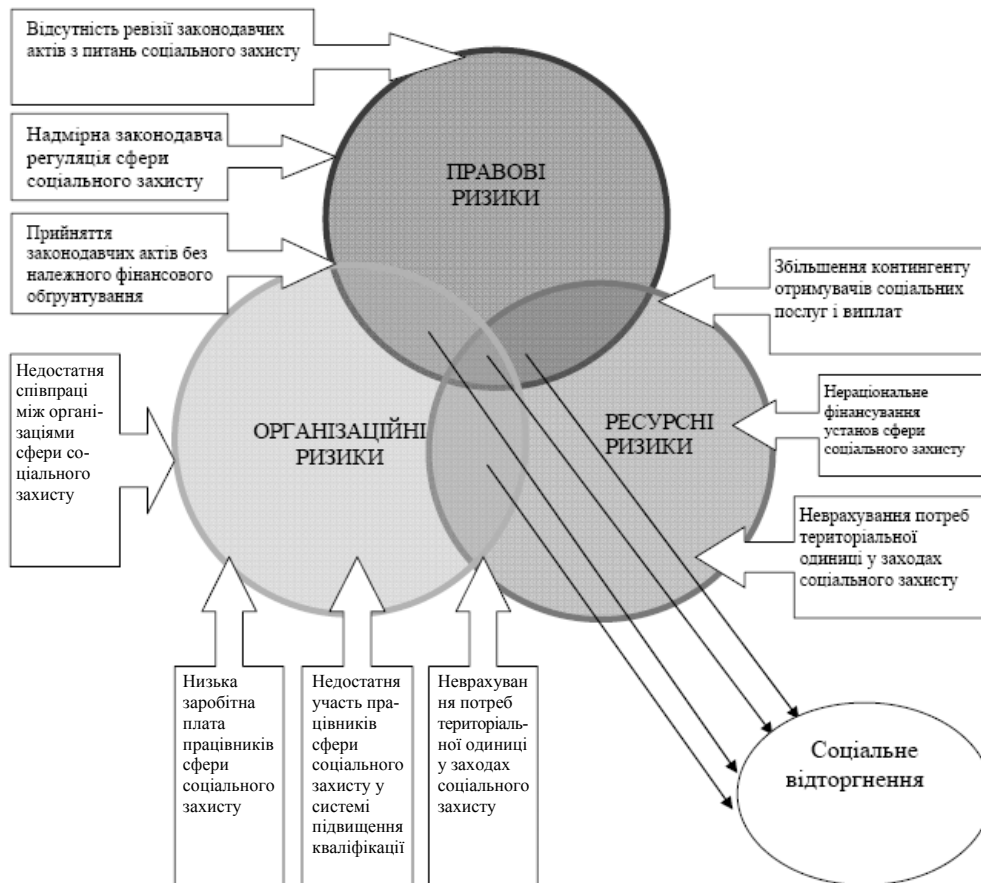 Відсутність ревізії законодавчих
актів з питань соціального захисту
Надмірна законодавча
регуляція сфери
соціального захисту
Прийняття
законодавчих актів без
належного фінансового
обґрунтування
ПРАВОВІ
РИЗИКИ
Збільшення контингенту
отримувачів соціальних
послуг і виплат
Недостатня
співпраці
між органі-
заціями
сфери со-
ціального
захисту
ОРГАНІЗАЦІЙНІ
РИЗИКИ
РЕСУРСНІ
РИЗИКИ
Нераціональне
фінансування
установ сфери
соціального захисту
Неврахування потреб
територіальної
одиниці у заходах
соціального захисту
Низька
заробітна
плата
працівників
сфери
соціального
захисту
Недостатня
участь пра-
цівників
сфери
соціального
захисту у
системі
підвищення
кваліфікації
Неврахуван
ня потреб
територіаль-
ної одиниці
у заходах
соціального
захисту
Соціальне
відторгнення